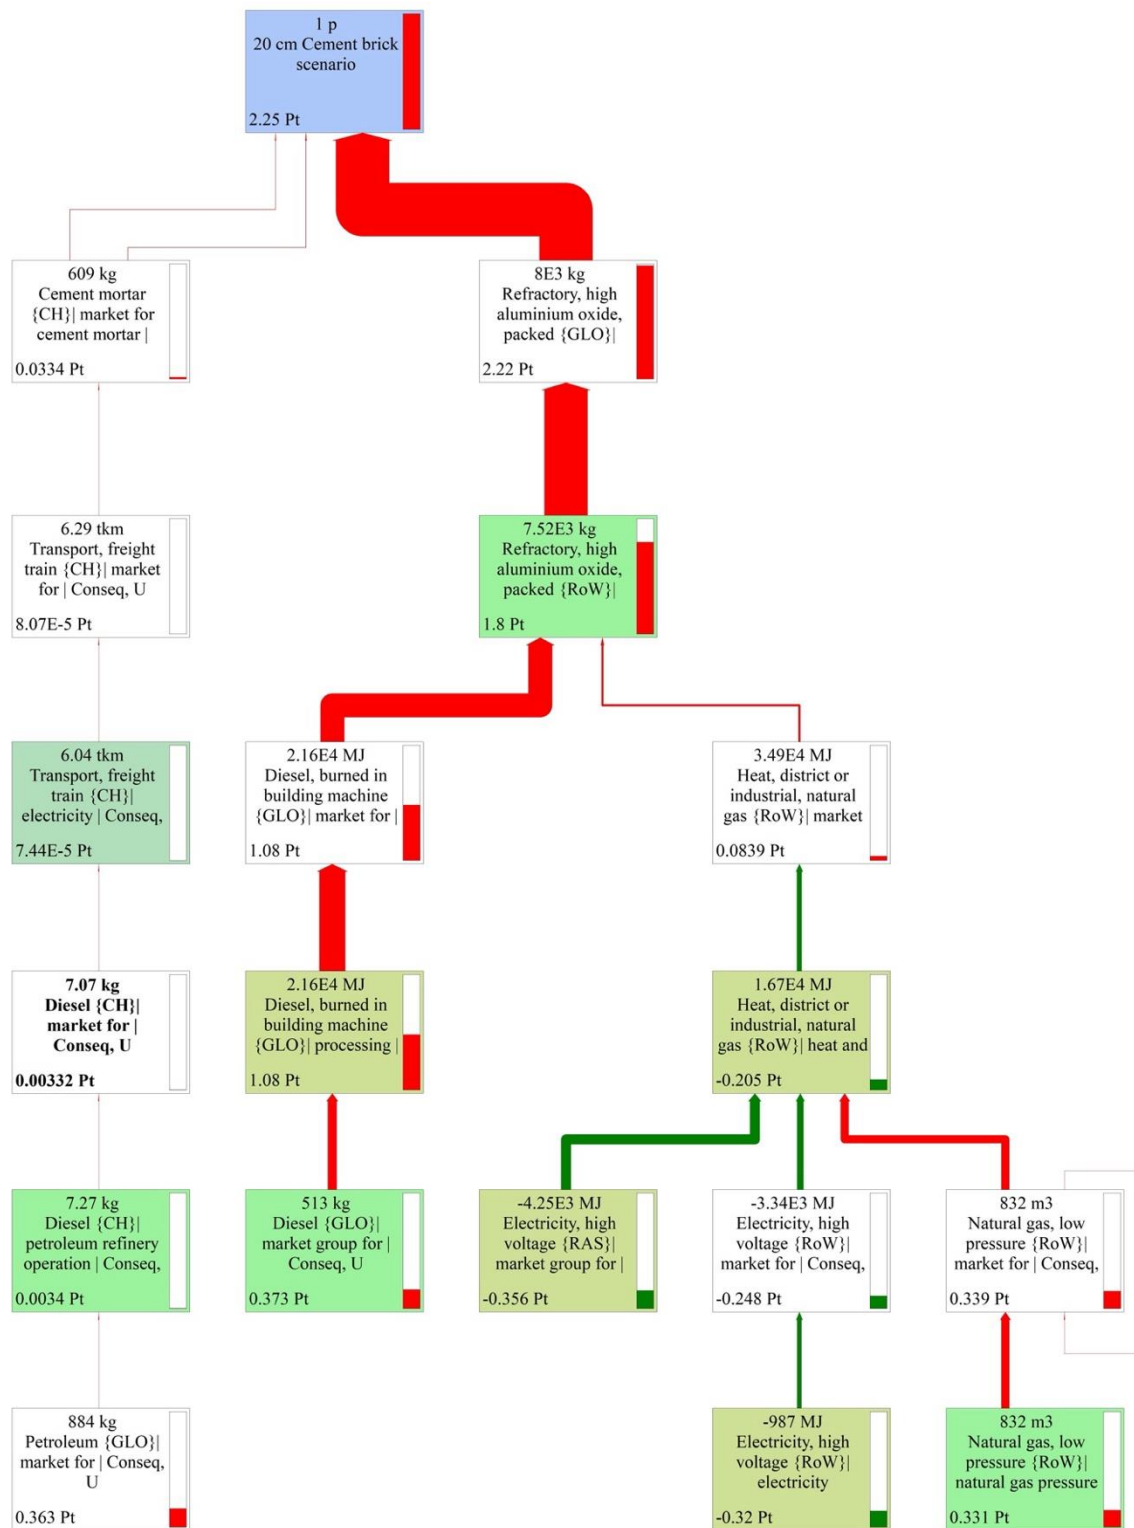 1 p
20 cm Cement brick
scenario
2.25 Pt
609 kg
Cement mortar
{CH}| market for
cement mortar |
0.0334 Pt
8E3 kg
Refractory, high
aluminium oxide,
packed {GLO}|
2.22 Pt
6.29 tkm
Transport, freight
train {CH}| market
for | Conseq, U
8.07E-5 Pt
7.52E3 kg
Refractory, high
aluminium oxide,
packed {RoW}|
1.8 Pt
6.04 tkm
Transport, freight
train {CH}|
electricity | Conseq,
7.44E-5 Pt
2.16E4 MJ
Diesel, burned in
building machine
{GLO}| market for |
1.08 Pt
3.49E4 MJ
Heat, district or
industrial, natural
gas {RoW}| market
0.0839 Pt
7.07 kg
Diesel {CH}|
market for |
Conseq, U
0.00332 Pt
2.16E4 MJ
Diesel, burned in
building machine
{GLO}| processing |
1.08 Pt
1.67E4 MJ
Heat, district or
industrial, natural
gas {RoW}| heat and
-0.205 Pt
7.27 kg
Diesel {CH}|
petroleum refinery
operation | Conseq,
0.0034 Pt
513 kg
Diesel {GLO}|
market group for |
Conseq, U
0.373 Pt
-4.25E3 MJ
Electricity, high
voltage {RAS}|
market group for |
-0.356 Pt
-3.34E3 MJ
Electricity, high
voltage {RoW}|
market for | Conseq,
-0.248 Pt
832 m3
Natural gas, low
pressure {RoW}|
market for | Conseq,
0.339 Pt
884 kg
Petroleum {GLO}|
market for | Conseq,
U
0.363 Pt
-987 MJ
Electricity, high
voltage {RoW}|
electricity
-0.32 Pt
832 m3
Natural gas, low
pressure {RoW}|
natural gas pressure
0.331 Pt